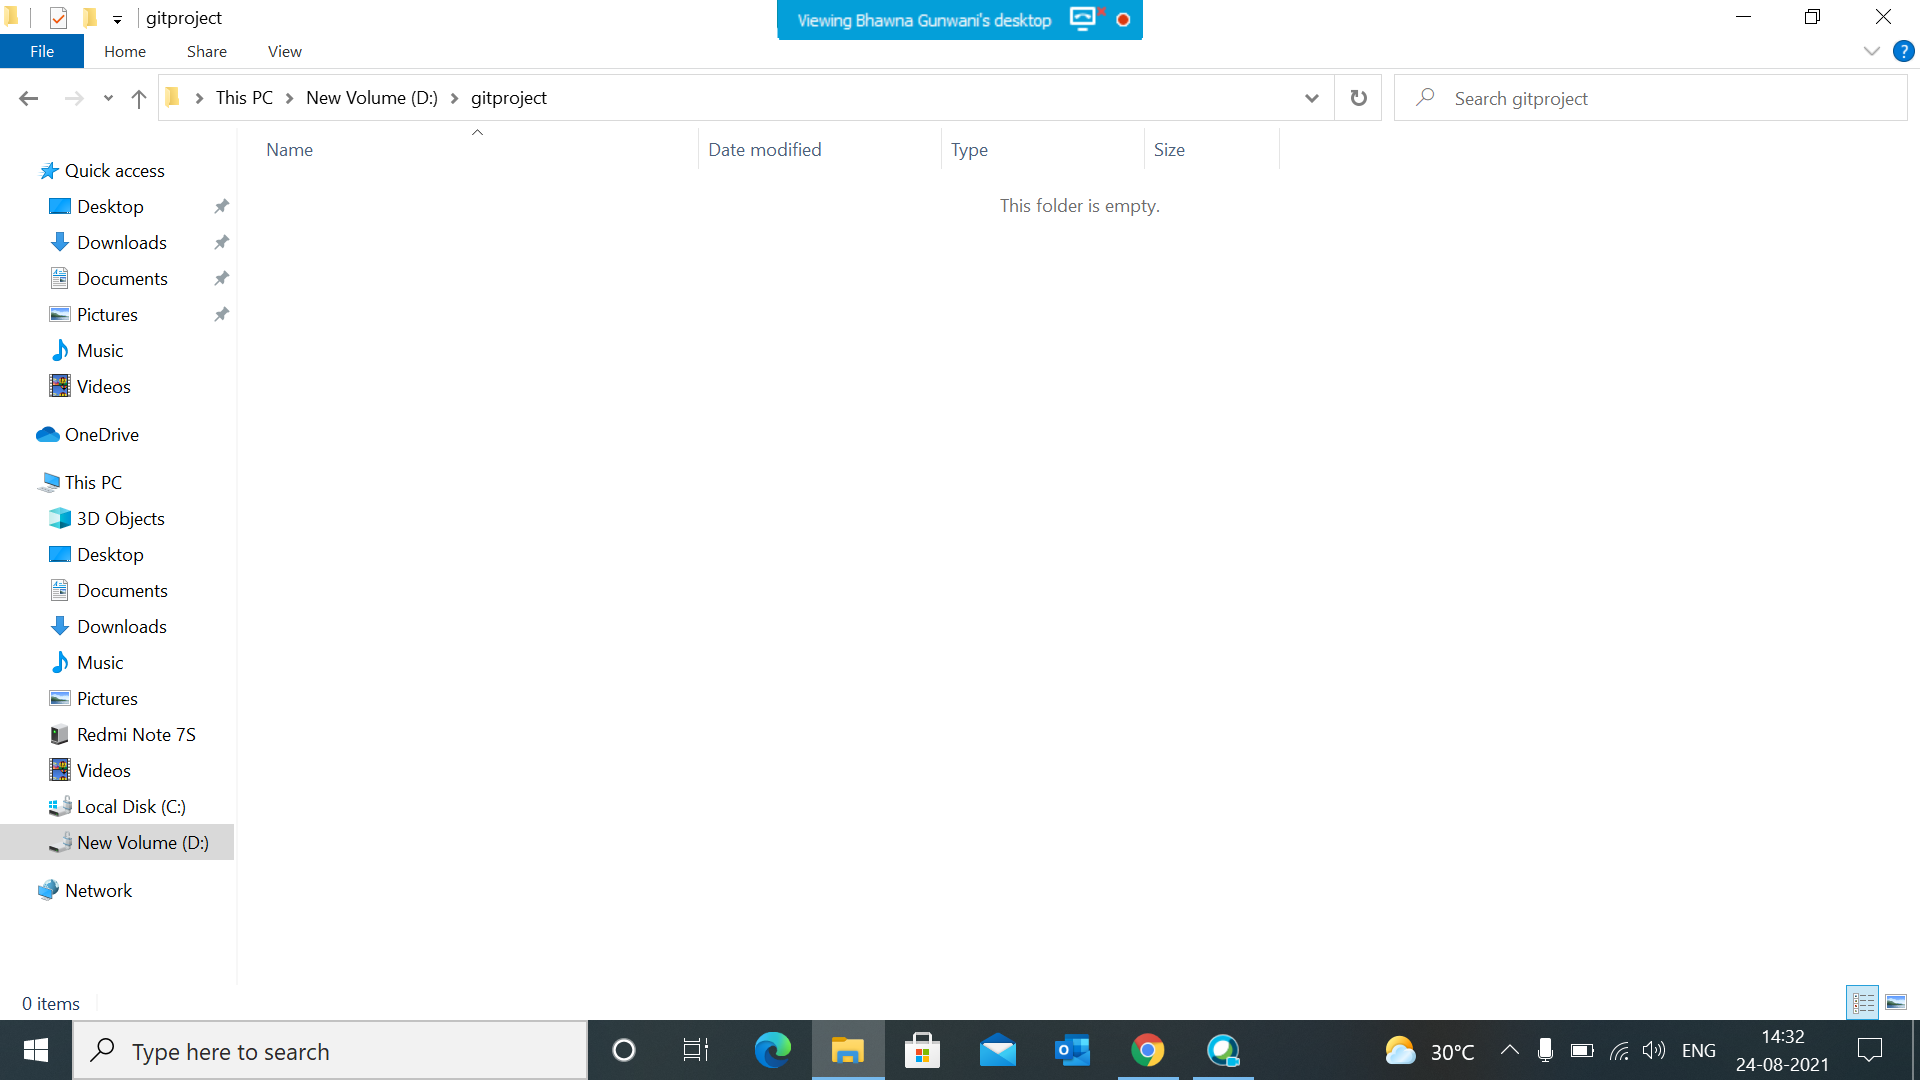 gitproject
Viewing Bhawna Gunwani's desktop
File Home Share View
This PC New Volume (D:) gitproject
Search gitproject
Name Date modified Type Size
This folder is empty.
Quick access
Desktop
Downloads
Documents
Pictures
Music
Videos
OneDrive
This PC
3D Objects
Desktop
Documents
Downloads
Music
Pictures
Redmi Note 7S
Videos
Local Disk (C:)
New Volume (D:)
Network
0 items
Type here to search
30°C
ENG
14:32
24-08-2021